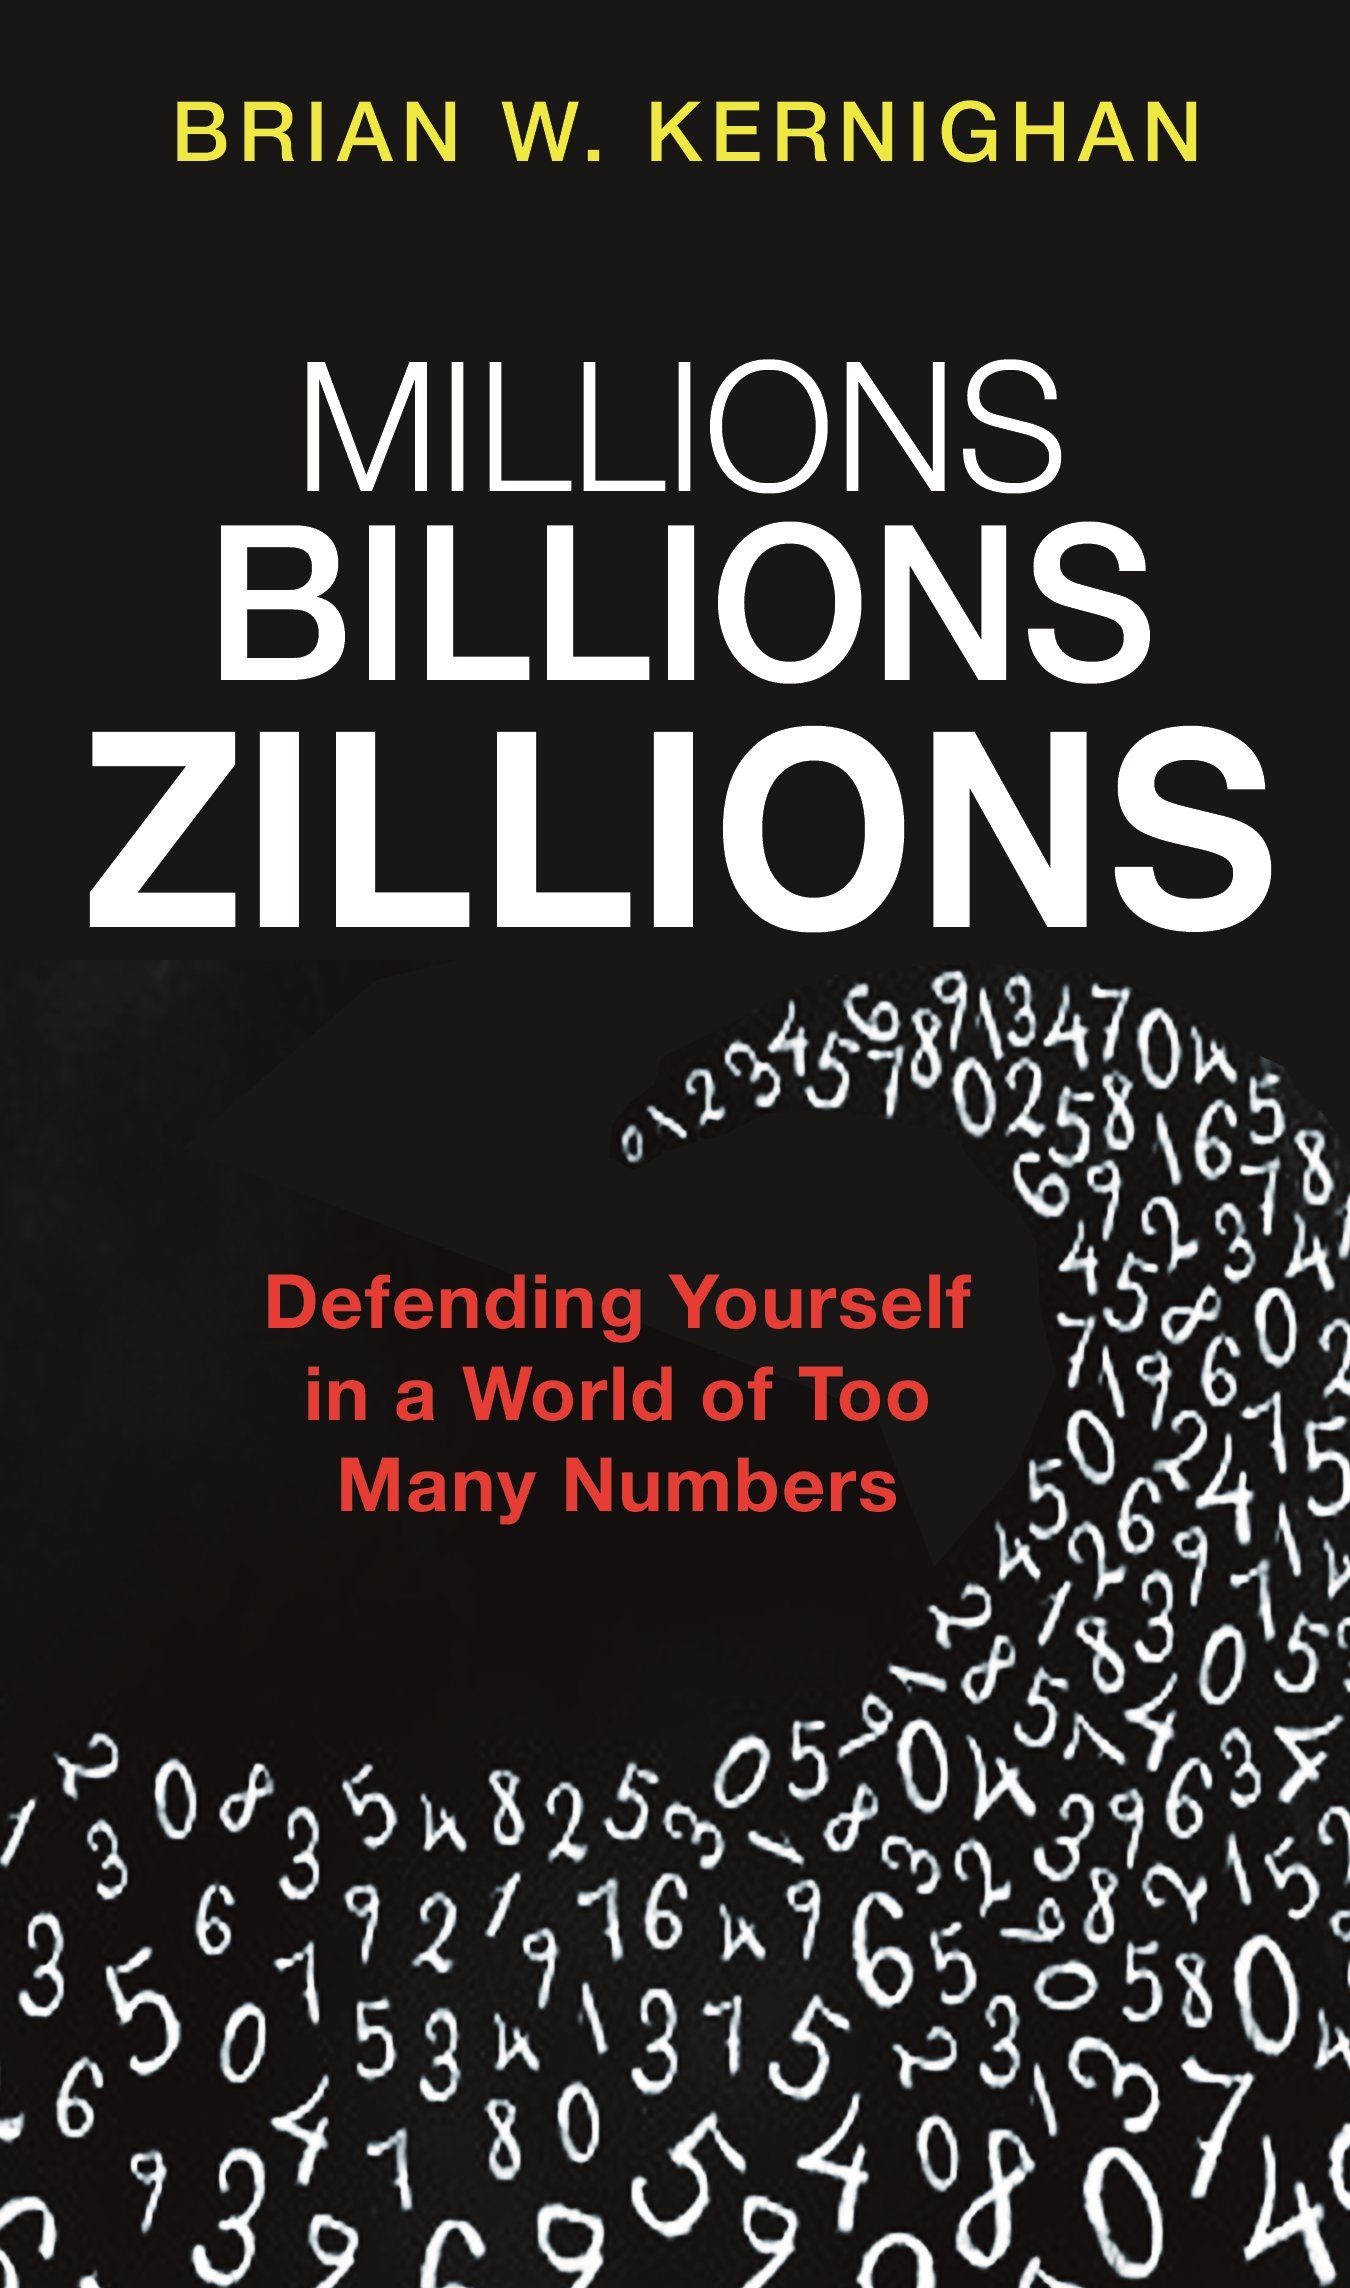 BRIAN W. KERNIGHAN
MILLIONS
BILLIONS
ZILLIONS
Defending Yourself
in a World of Too
Many Numbers